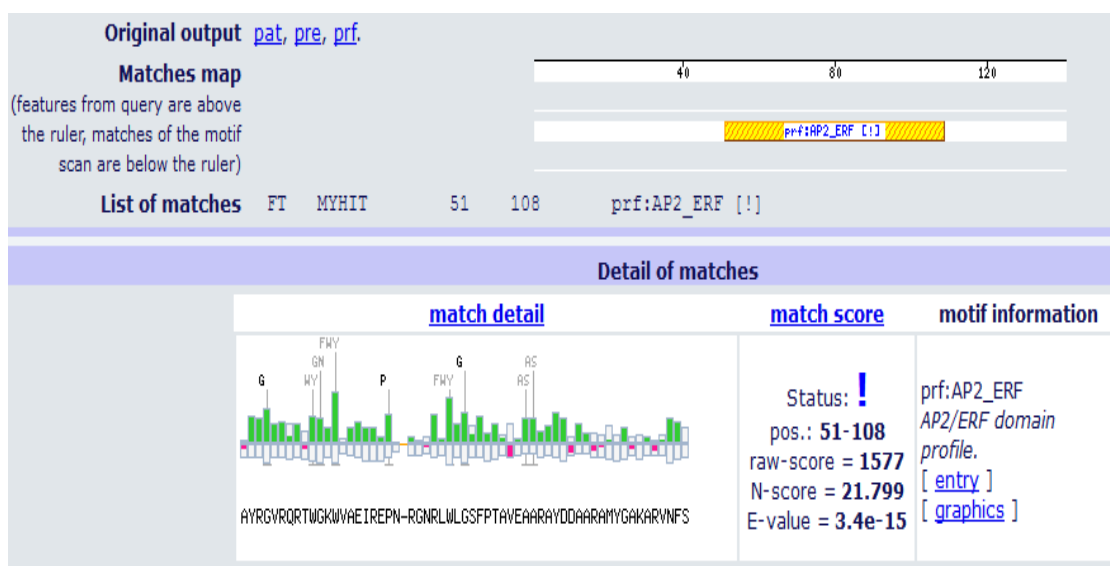 Original output pat, pre, prf.
Matches map
(features from query are above
the ruler, matches of the motif
scan are below the ruler)
40 80 120
prf:AP2_ERF [!]
List of matches FT MYHIT 51 108 prf:AP2_ERF [!]
Detail of matches
match detail match score motif information
FWY
GN G AS
G WY P FWY AS
AYRGVRQRTWGKWVAEIREPN-RGNRLWLGSFPTAVEAARAYDDAARAMYGAKARVNFS
Status: !
pos.: 51-108
raw-score = 1577
N-score = 21.799
E-value = 3.4e-15
prf:AP2_ERF
AP2/ERF domain
profile.
[ entry ]
[ graphics ]